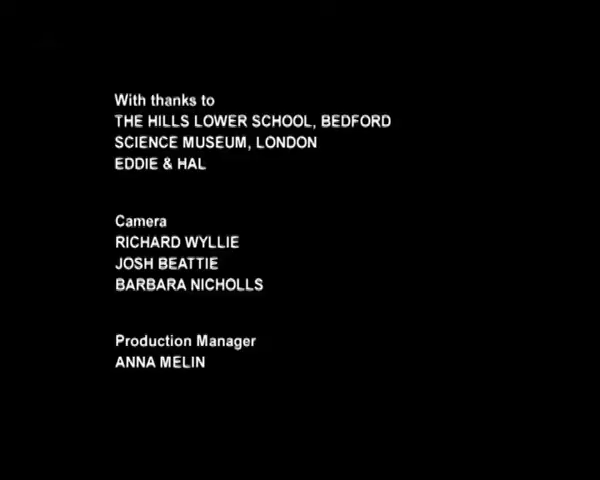 With thanks to
THE HILLS LOWER SCHOOL, BEDFORD
SCIENCE MUSEUM, LONDON
EDDIE & HAL
Camera
RICHARD WYLLIE
JOSH BEATTIE
BARBARA NICHOLLS
Production Manager
ANNA MELIN